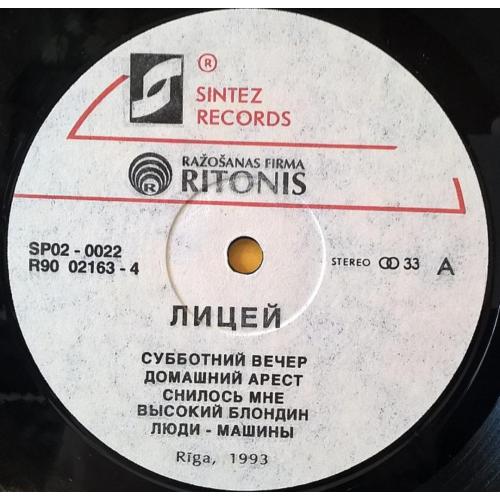 ®
SINTEZ
RECORDS
RAŽOŠANAS FIRMA
RITONIS
R
SP02 - 0022
R90 02163 - 4
STEREO 33 A
ЛИЦЕЙ
СУББОТНИЙ ВЕЧЕР
ДОМАШНИЙ АРЕСТ
СНИЛОСЬ МНЕ
ВЫСОКИЙ БЛОНДИН
ЛЮДИ - МАШИНЫ
Rīga, 1993